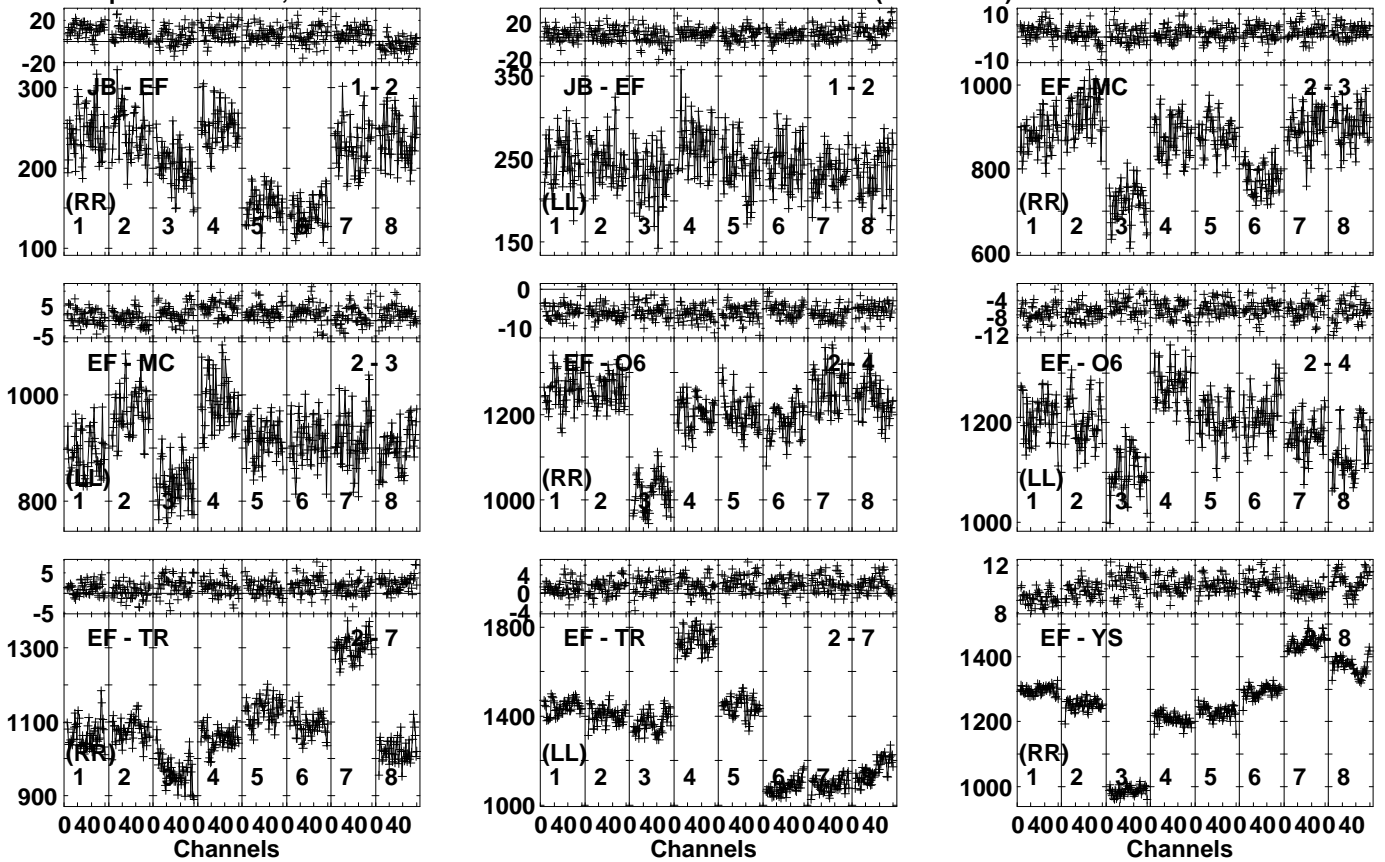 20
-20
300
200
100
JB - EF 1 - 2
(RR)
1 2 3 4 5 6 7 8
20
-20
350
250
150
JB - EF 1 - 2
(LL)
1 2 3 4 5 6 7 8
10
-10
1000
800
600
EF - MC 2 - 3
(RR)
1 2 3 4 5 6 7 8
5
-5
1000
800
EF - MC 2 - 3
(LL)
1 2 3 4 5 6 7 8
0
-10
1200
1000
EF - O6 2 - 4
(RR)
1 2 3 4 5 6 7 8
-4
-8
-12
1200
1000
EF - O6 2 - 4
(LL)
1 2 3 4 5 6 7 8
5
-5
1300
1100
900
EF - TR 2 - 7
(RR)
1 2 3 4 5 6 7 8
0 40 0 40 0 40 0 40 0 40 0 40 0 40 0 40
Channels
4
0
-4
1800
1400
1000
EF - TR 2 - 7
(LL)
1 2 3 4 5 6 7 8
0 40 0 40 0 40 0 40 0 40 0 40 0 40 0 40
Channels
12
8
1400
1200
1000
EF - YS 2 - 8
(RR)
1 2 3 4 5 6 7 8
0 40 0 40 0 40 0 40 0 40 0 40 0 40 0 40
Channels